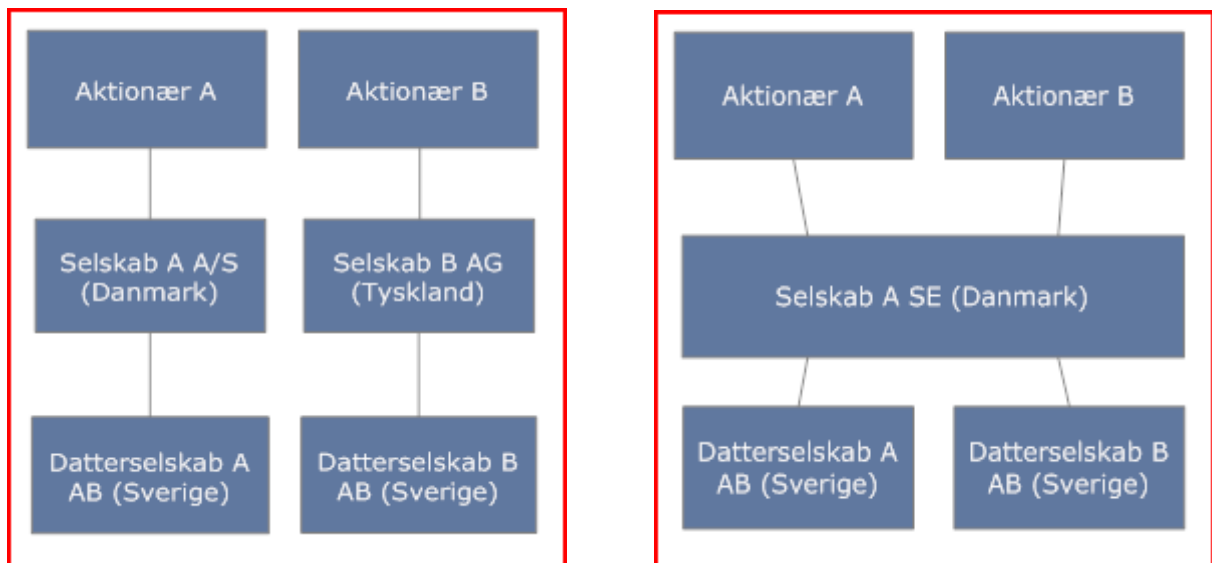 Aktionær A
Aktionær B
Selskab A A/S
(Danmark)
Selskab B AG
(Tyskland)
Datterselskab A
AB (Sverige)
Datterselskab B
AB (Sverige)
Aktionær A
Aktionær B
Selskab A SE (Danmark)
Datterselskab A
AB (Sverige)
Datterselskab B
AB (Sverige)